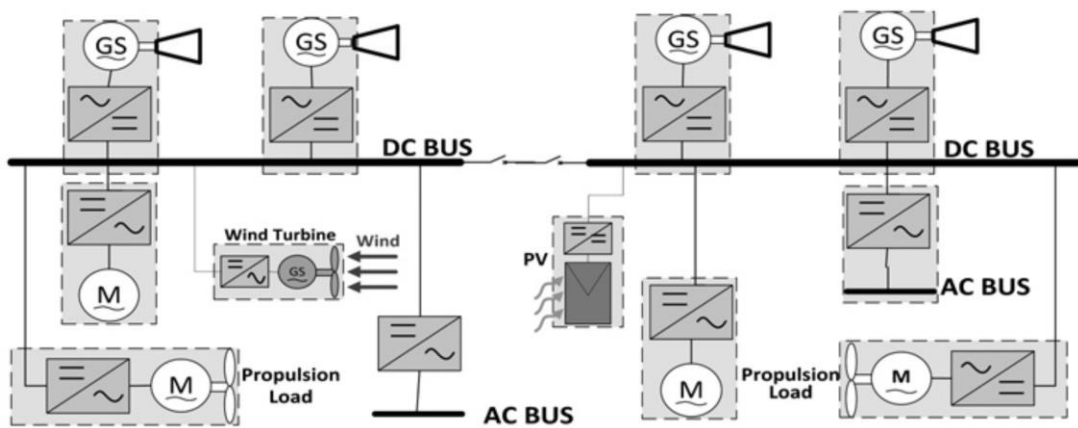 GS
GS
GS
GS
DC BUS
DC BUS
Wind Turbine
Wind
GS
PV
M
AC BUS
M
Propulsion
Load
M
Propulsion
Load
M
AC BUS